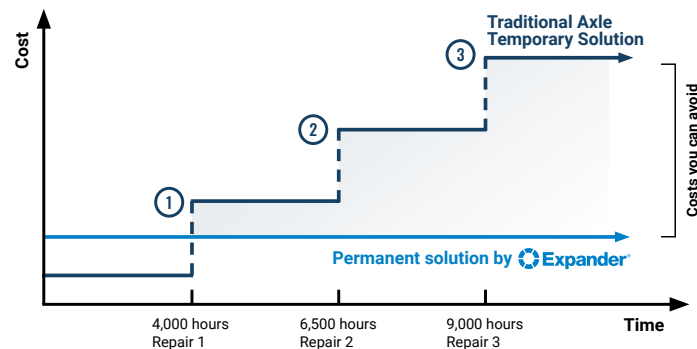 Cost
Traditional Axle
Temporary Solution
3
2
1
Costs you can avoid
Permanent solution by Expander®
4,000 hours
Repair 1
6,500 hours
Repair 2
9,000 hours
Repair 3
Time